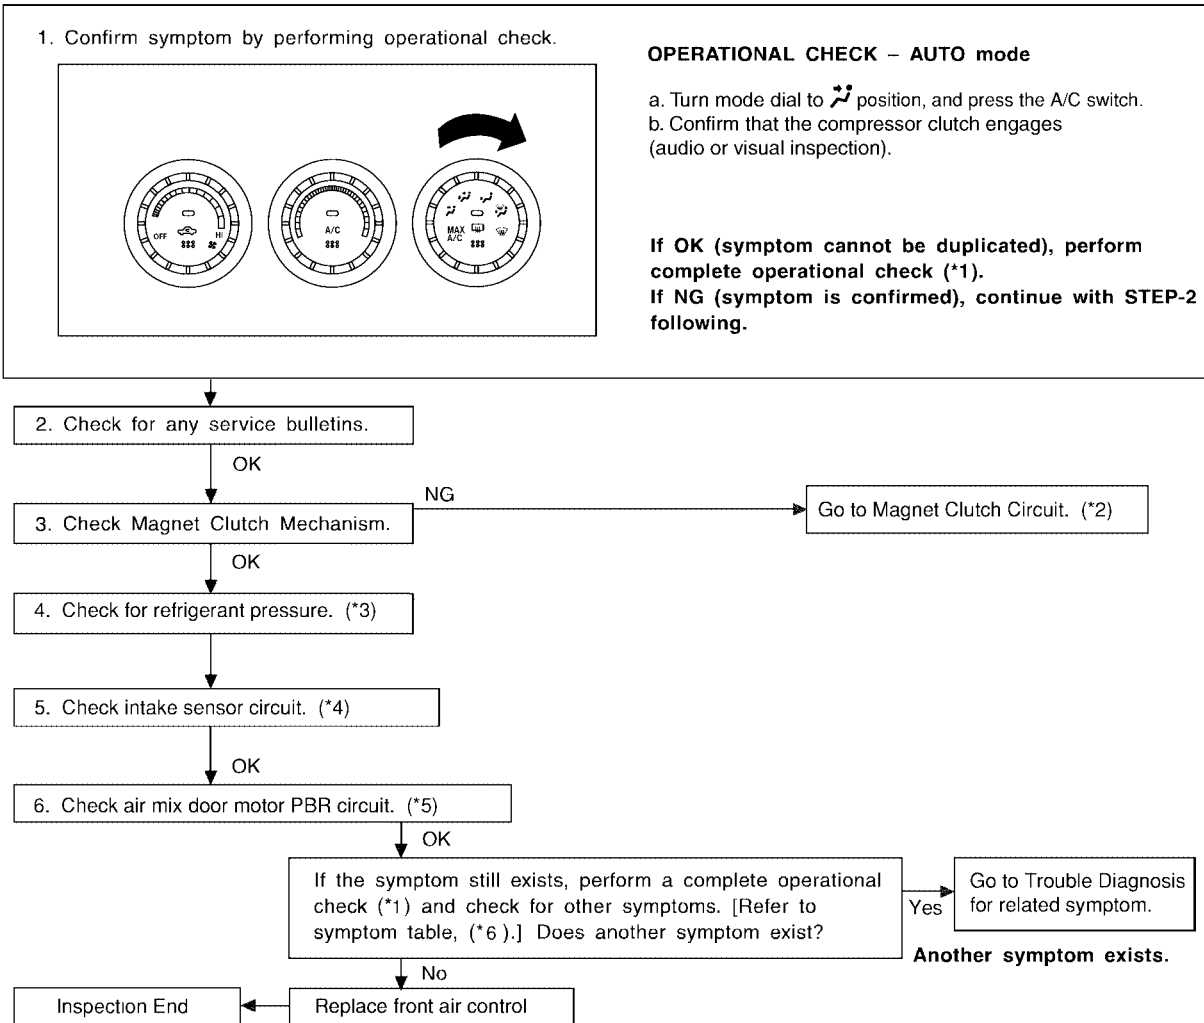 1. Confirm symptom by performing operational check.
OFF
HI
A/C
MAX
A/C
OPERATIONAL CHECK – AUTO mode
a. Turn mode dial to position, and press the A/C switch.
b. Confirm that the compressor clutch engages
(audio or visual inspection).
If OK (symptom cannot be duplicated), perform
complete operational check (*1).
If NG (symptom is confirmed), continue with STEP-2
following.
2. Check for any service bulletins.
OK
3. Check Magnet Clutch Mechanism.
NG
Go to Magnet Clutch Circuit. (*2)
OK
4. Check for refrigerant pressure. (*3)
5. Check intake sensor circuit. (*4)
OK
6. Check air mix door motor PBR circuit. (*5)
OK
If the symptom still exists, perform a complete operational
check (*1) and check for other symptoms. [Refer to
symptom table, (*6).] Does another symptom exist?
Yes
Go to Trouble Diagnosis
for related symptom.
Another symptom exists.
No
Replace front air control
Inspection End